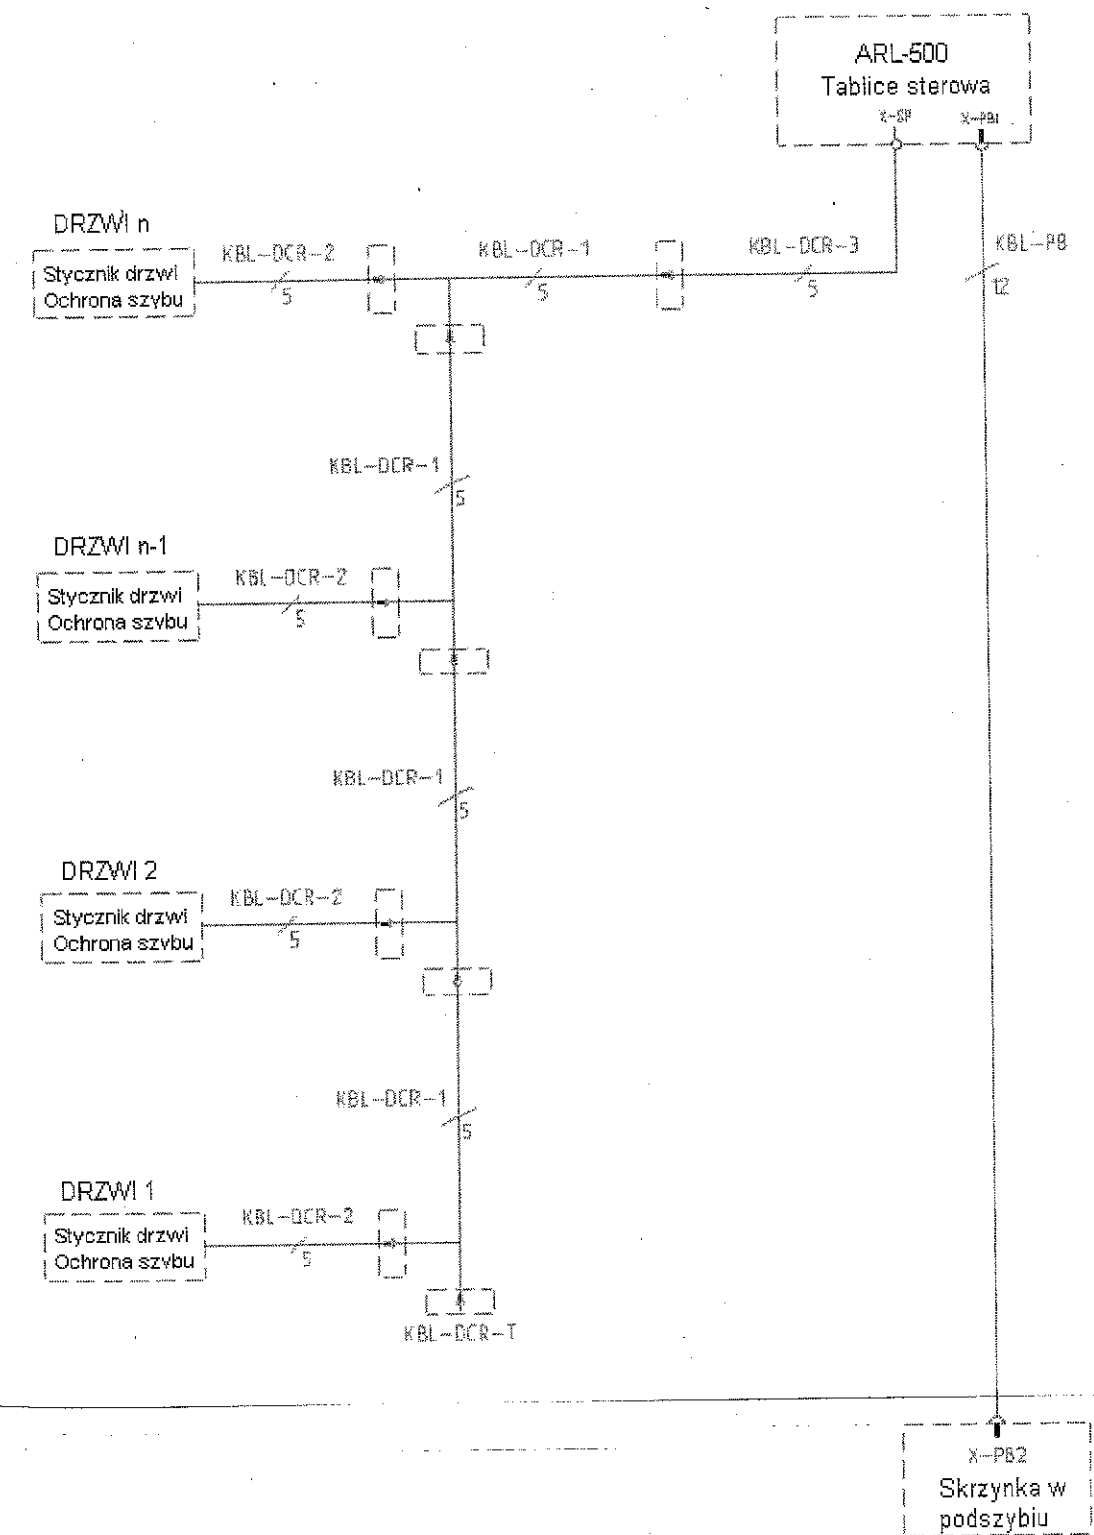 ARL-500
Tablice sterowa
X-SP X-PB1
DRZWI n
KBL-DCR-2 KBL-DCR-1 KBL-DCR-3 KBL-PB
Stycznik drzwi
Ochrona szybu
5 5 5 12
KBL-DCR-1
5
DRZWI n-1
KBL-DCR-2
Stycznik drzwi
Ochrona szybu
5
KBL-DCR-1
5
DRZWI 2
KBL-DCR-2
Stycznik drzwi
Ochrona szybu
5
KBL-DCR-1
5
DRZWI 1
KBL-DCR-2
Stycznik drzwi
Ochrona szybu
5
KBL-DCR-T
X-PB2
Skrzynka w
podszybiu